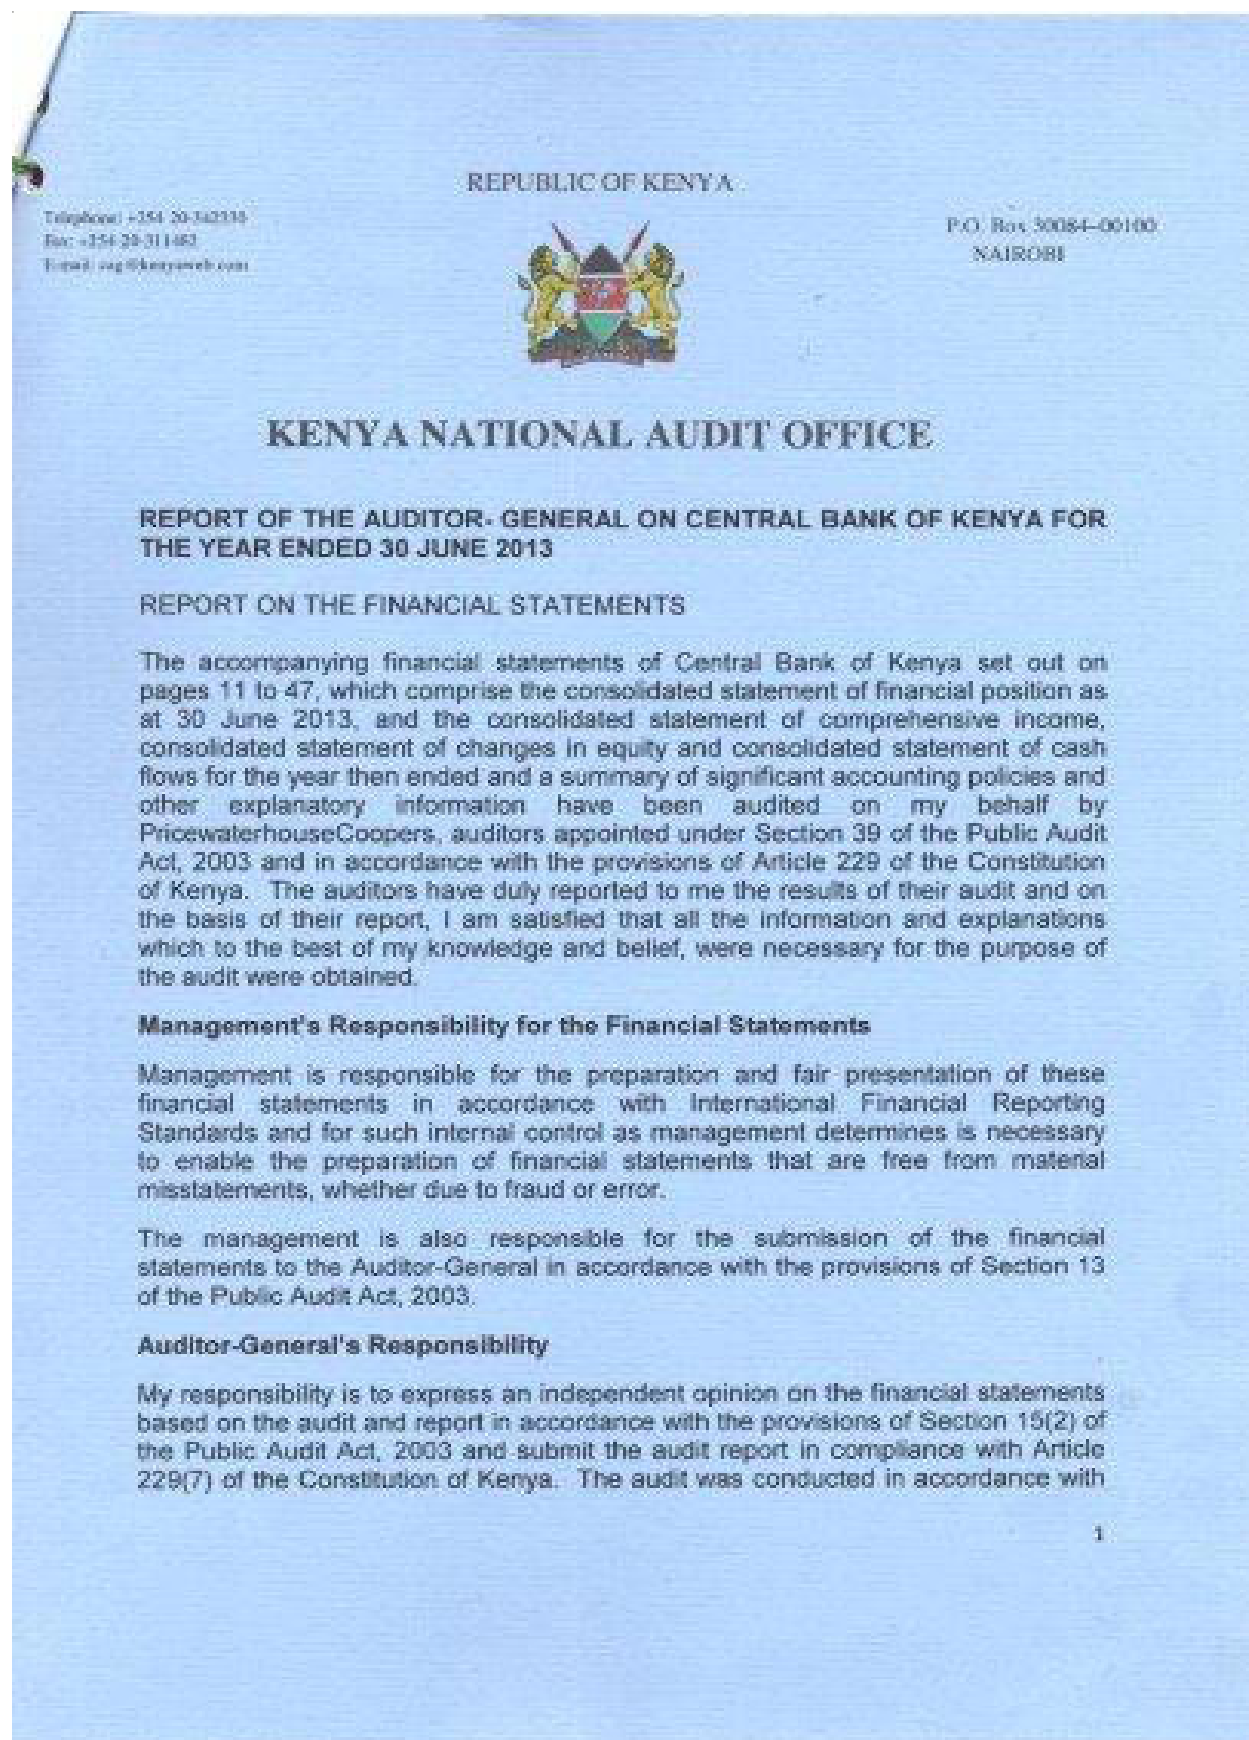 REPUBLIC OF KENYA
Telephone: +254 20-342330
Fax: +254-20-311482
E-mail: oag@kenyaweb.com
P.O. Box 30084-00100
NAIROBI
KENYA NATIONAL AUDIT OFFICE
REPORT OF THE AUDITOR- GENERAL ON CENTRAL BANK OF KENYA FOR
THE YEAR ENDED 30 JUNE 2013
REPORT ON THE FINANCIAL STATEMENTS
The accompanying financial statements of Central Bank of Kenya set out on
pages 11 to 47, which comprise the consolidated statement of financial position as
at 30 June 2013, and the consolidated statement of comprehensive income,
consolidated statement of changes in equity and consolidated statement of cash
flows for the year then ended and a summary of significant accounting policies and
other explanatory information have been audited on my behalf by
PricewaterhouseCoopers, auditors appointed under Section 39 of the Public Audit
Act, 2003 and in accordance with the provisions of Article 229 of the Constitution
of Kenya. The auditors have duly reported to me the results of their audit and on
the basis of their report, I am satisfied that all the information and explanations
which to the best of my knowledge and belief, were necessary for the purpose of
the audit were obtained.
Management's Responsibility for the Financial Statements
Management is responsible for the preparation and fair presentation of these
financial statements in accordance with International Financial Reporting
Standards and for such internal control as management determines is necessary
to enable the preparation of financial statements that are free from material
misstatements, whether due to fraud or error.
The management is also responsible for the submission of the financial
statements to the Auditor-General in accordance with the provisions of Section 13
of the Public Audit Act, 2003.
Auditor-General's Responsibility
My responsibility is to express an independent opinion on the financial statements
based on the audit and report in accordance with the provisions of Section 15(2) of
the Public Audit Act, 2003 and submit the audit report in compliance with Article
229(7) of the Constitution of Kenya. The audit was conducted in accordance with
1